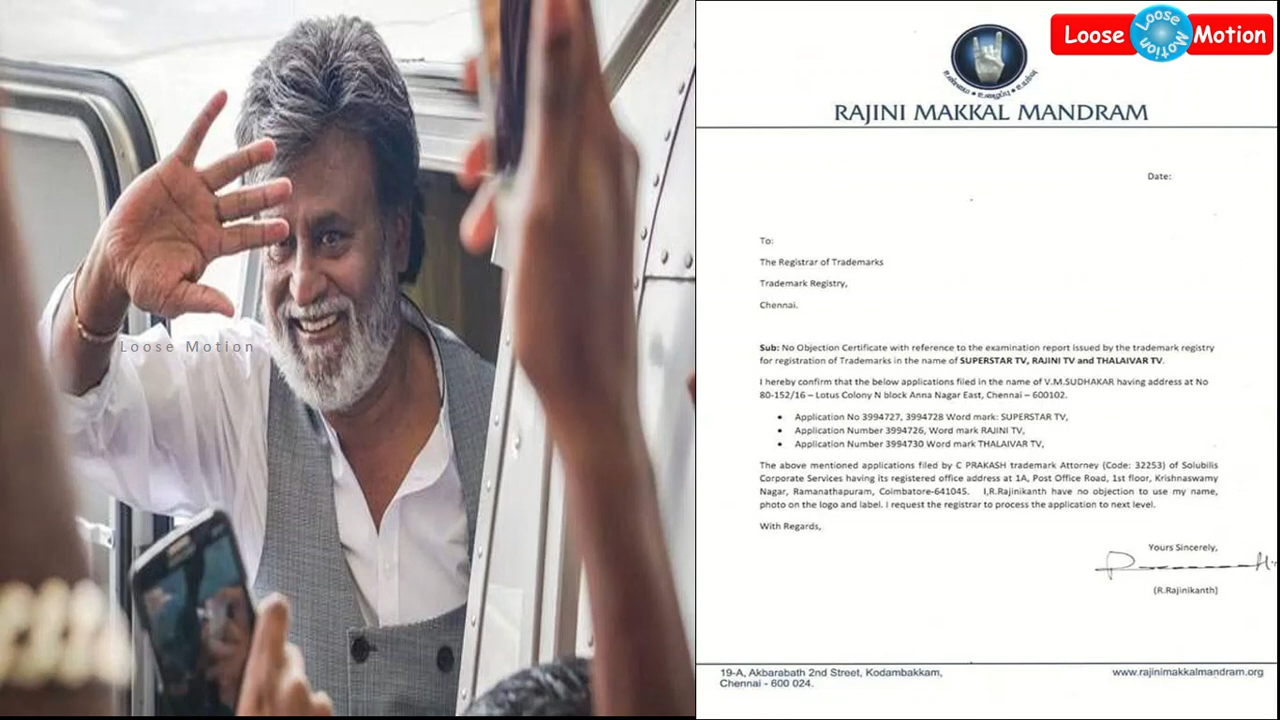 Loose Motion
Loose Motion
Loose Motion
RAJINI MAKKAL MANDRAM
Date:
To:
The Registrar of Trademarks
Trademark Registry,
Chennai.
Sub: No Objection Certificate with reference to the examination report issued by the trademark registry
for registration of Trademarks in the name of SUPERSTAR TV, RAJINI TV and THALAIVAR TV.
I hereby confirm that the below applications filed in the name of V.M.SUDHAKAR having address at No
80-152/16 – Lotus Colony N block Anna Nagar East, Chennai – 600102.
• Application No 3994727, 3994728 Word mark: SUPERSTAR TV,
• Application Number 3994726, Word mark RAJINI TV,
• Application Number 3994730 Word mark THALAIVAR TV,
The above mentioned applications filed by C PRAKASH trademark Attorney (Code: 32253) of Solubilis
Corporate Services having its registered office address at 1A, Post Office Road, 1st floor, Krishnaswamy
Nagar, Ramanathapuram, Coimbatore-641045. I,R.Rajinikanth have no objection to use my name,
photo on the logo and label. I request the registrar to process the application to next level.
With Regards,
Yours Sincerely,
(R.Rajinikanth)
19-A, Akbarabath 2nd Street, Kodambakkam,
Chennai - 600 024.
www.rajinimakkalmandram.org